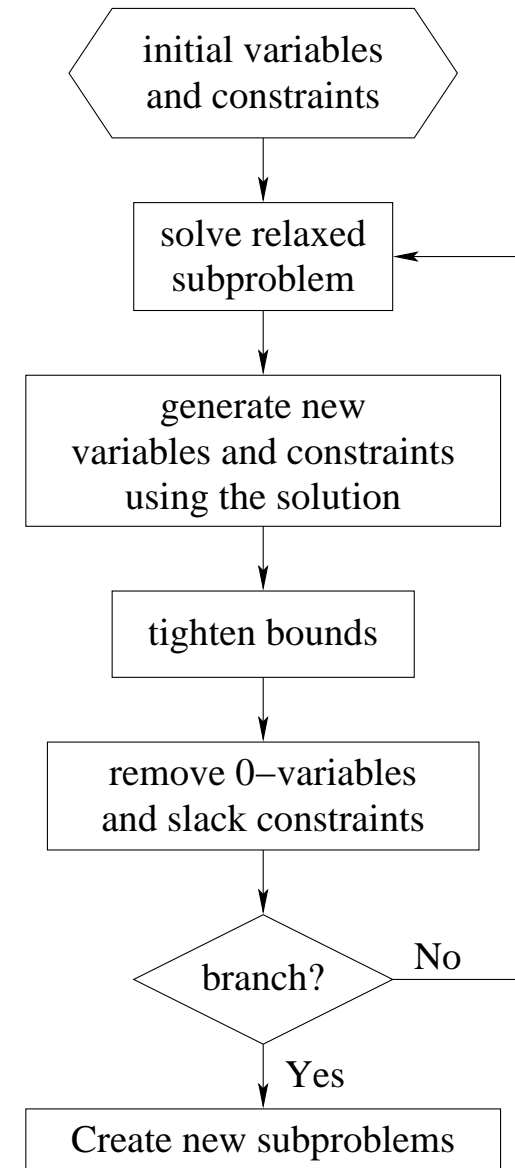 initial variables
and constraints
solve relaxed
subproblem
generate new
variables and constraints
using the solution
tighten bounds
remove 0−variables
and slack constraints
branch?
No
Yes
Create new subproblems